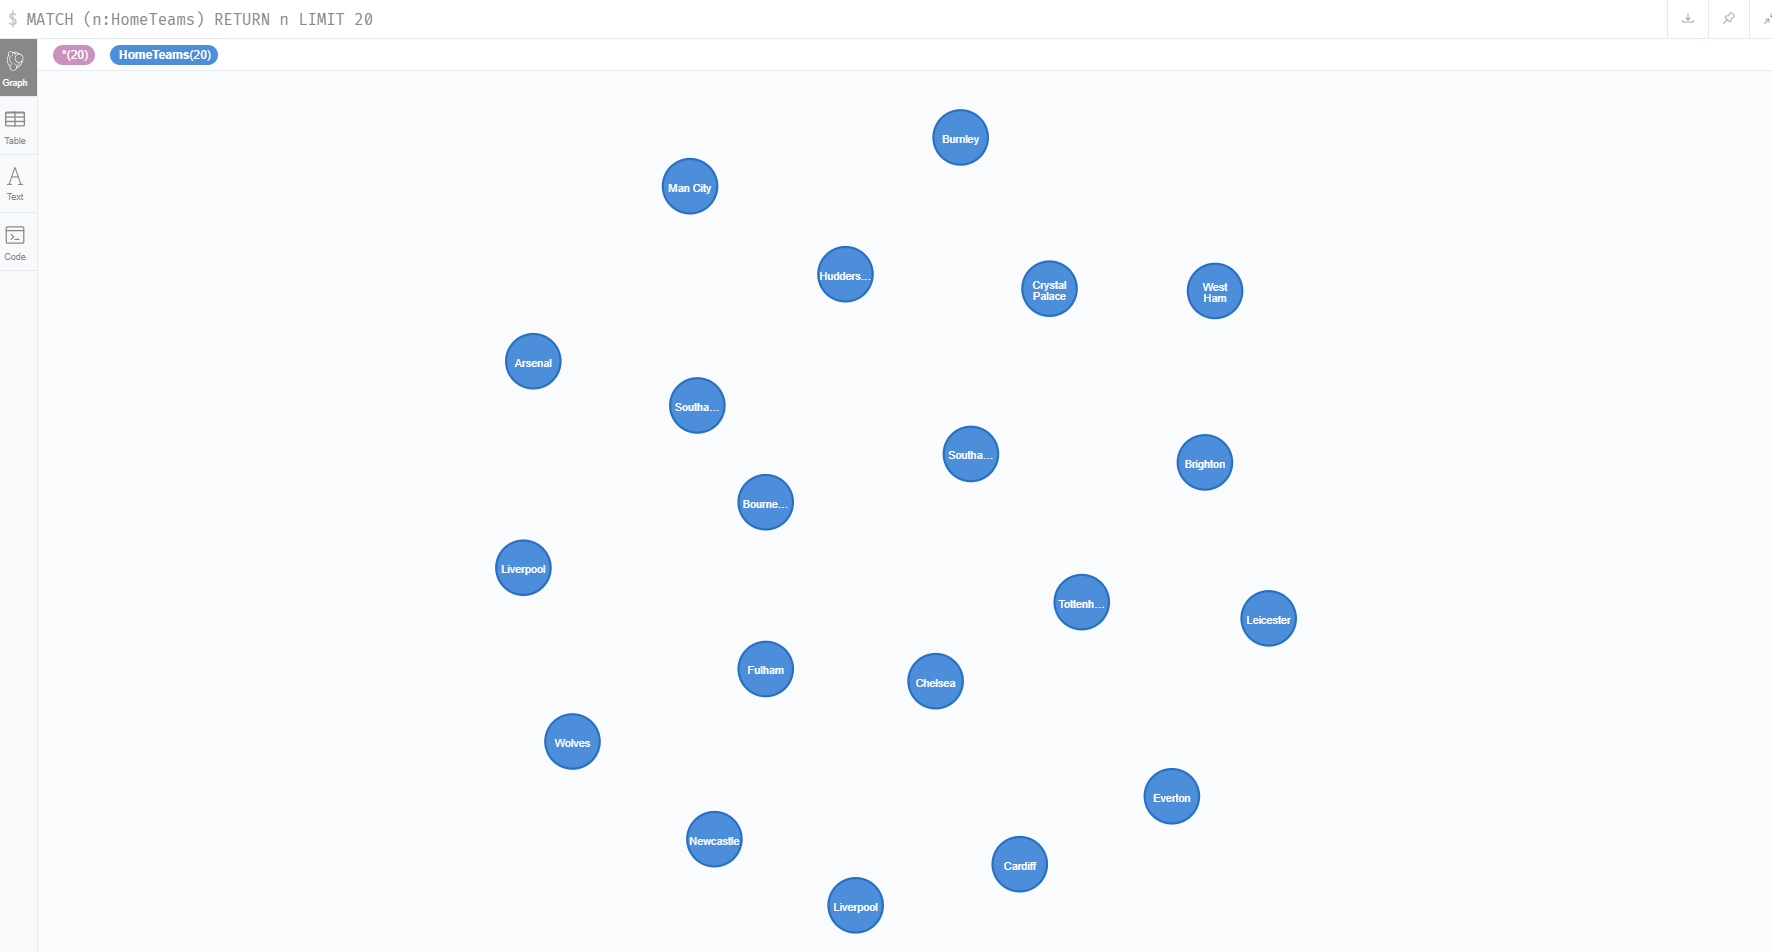 $ MATCH (n:HomeTeams) RETURN n LIMIT 20
*(20) HomeTeams(20)
Graph
Table
Text
Code
Burnley
Man City
Hudders...
Crystal
Palace
West
Ham
Arsenal
Southa...
Southa...
Brighton
Bourne...
Liverpool
Tottenh...
Leicester
Fulham
Chelsea
Wolves
Everton
Newcastle
Cardiff
Liverpool